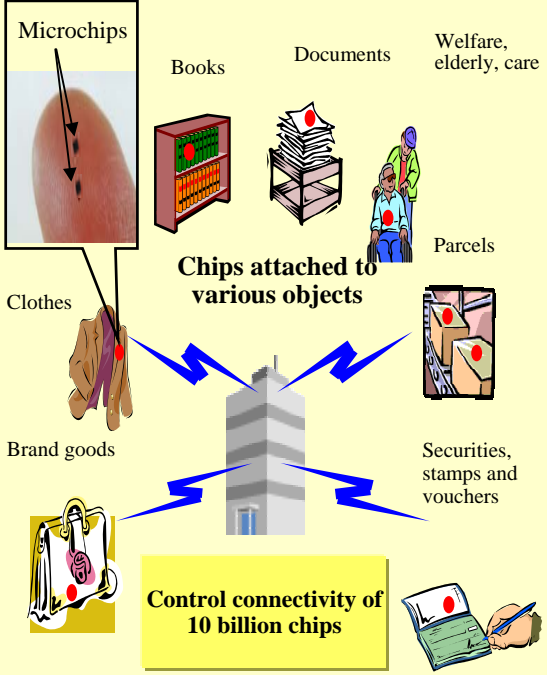 Microchips
Books
Documents
Welfare,
elderly, care
Chips attached to
various objects
Parcels
Clothes
Brand goods
Securities,
stamps and
vouchers
Control connectivity of
10 billion chips